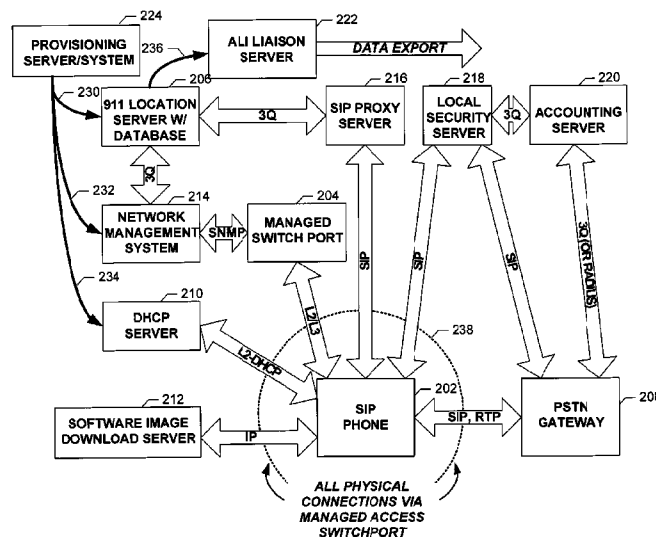 224
PROVISIONING
SERVER/SYSTEM
236
ALI LIAISON
SERVER
222
DATA EXPORT
230
206
911 LOCATION
SERVER W/
DATABASE
3Q
216
SIP PROXY
SERVER
218
LOCAL
SECURITY
SERVER
3Q
220
ACCOUNTING
SERVER
3Q
232
214
NETWORK
MANAGEMENT
SYSTEM
SNMP
204
MANAGED
SWITCH PORT
SIP
SIP
SIP
3Q (OR RADIUS)
234
210
DHCP
SERVER
L2/L3
238
L2-DHCP
212
SOFTWARE IMAGE
DOWNLOAD SERVER
IP
SIP
PHONE
202
SIP, RTP
PSTN
GATEWAY
208
ALL PHYSICAL
CONNECTIONS VIA
MANAGED ACCESS
SWITCHPORT